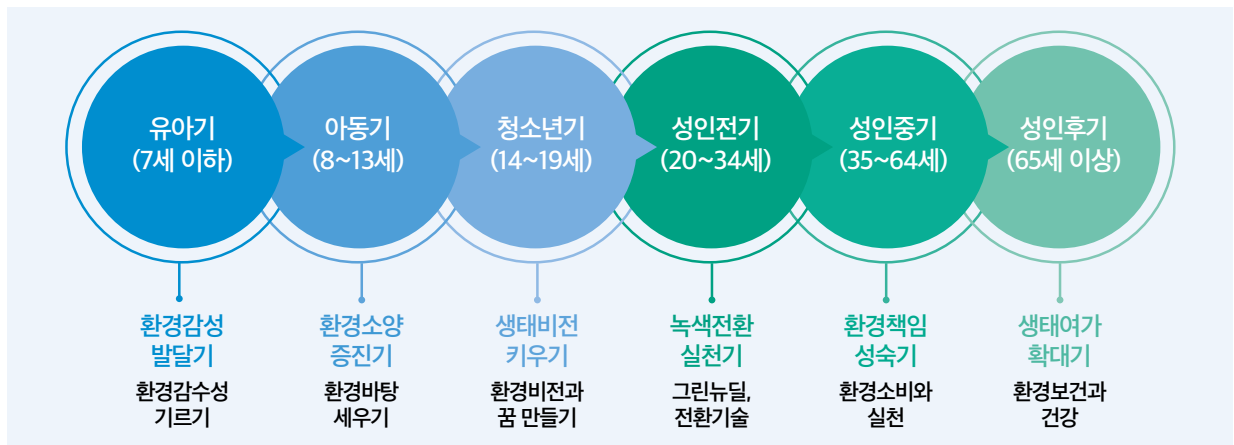 유아기
(7세 이하)
아동기
(8~13세)
청소년기
(14~19세)
성인전기
(20~34세)
성인중기
(35~64세)
성인후기
(65세 이상)
환경감성
발달기
환경감수성
기르기
환경소양
증진기
환경바탕
세우기
생태비전
키우기
환경비전과
꿈 만들기
녹색전환
실천기
그린뉴딜,
전환기술
환경책임
성숙기
환경소비와
실천
생태여가
확대기
환경보건과
건강